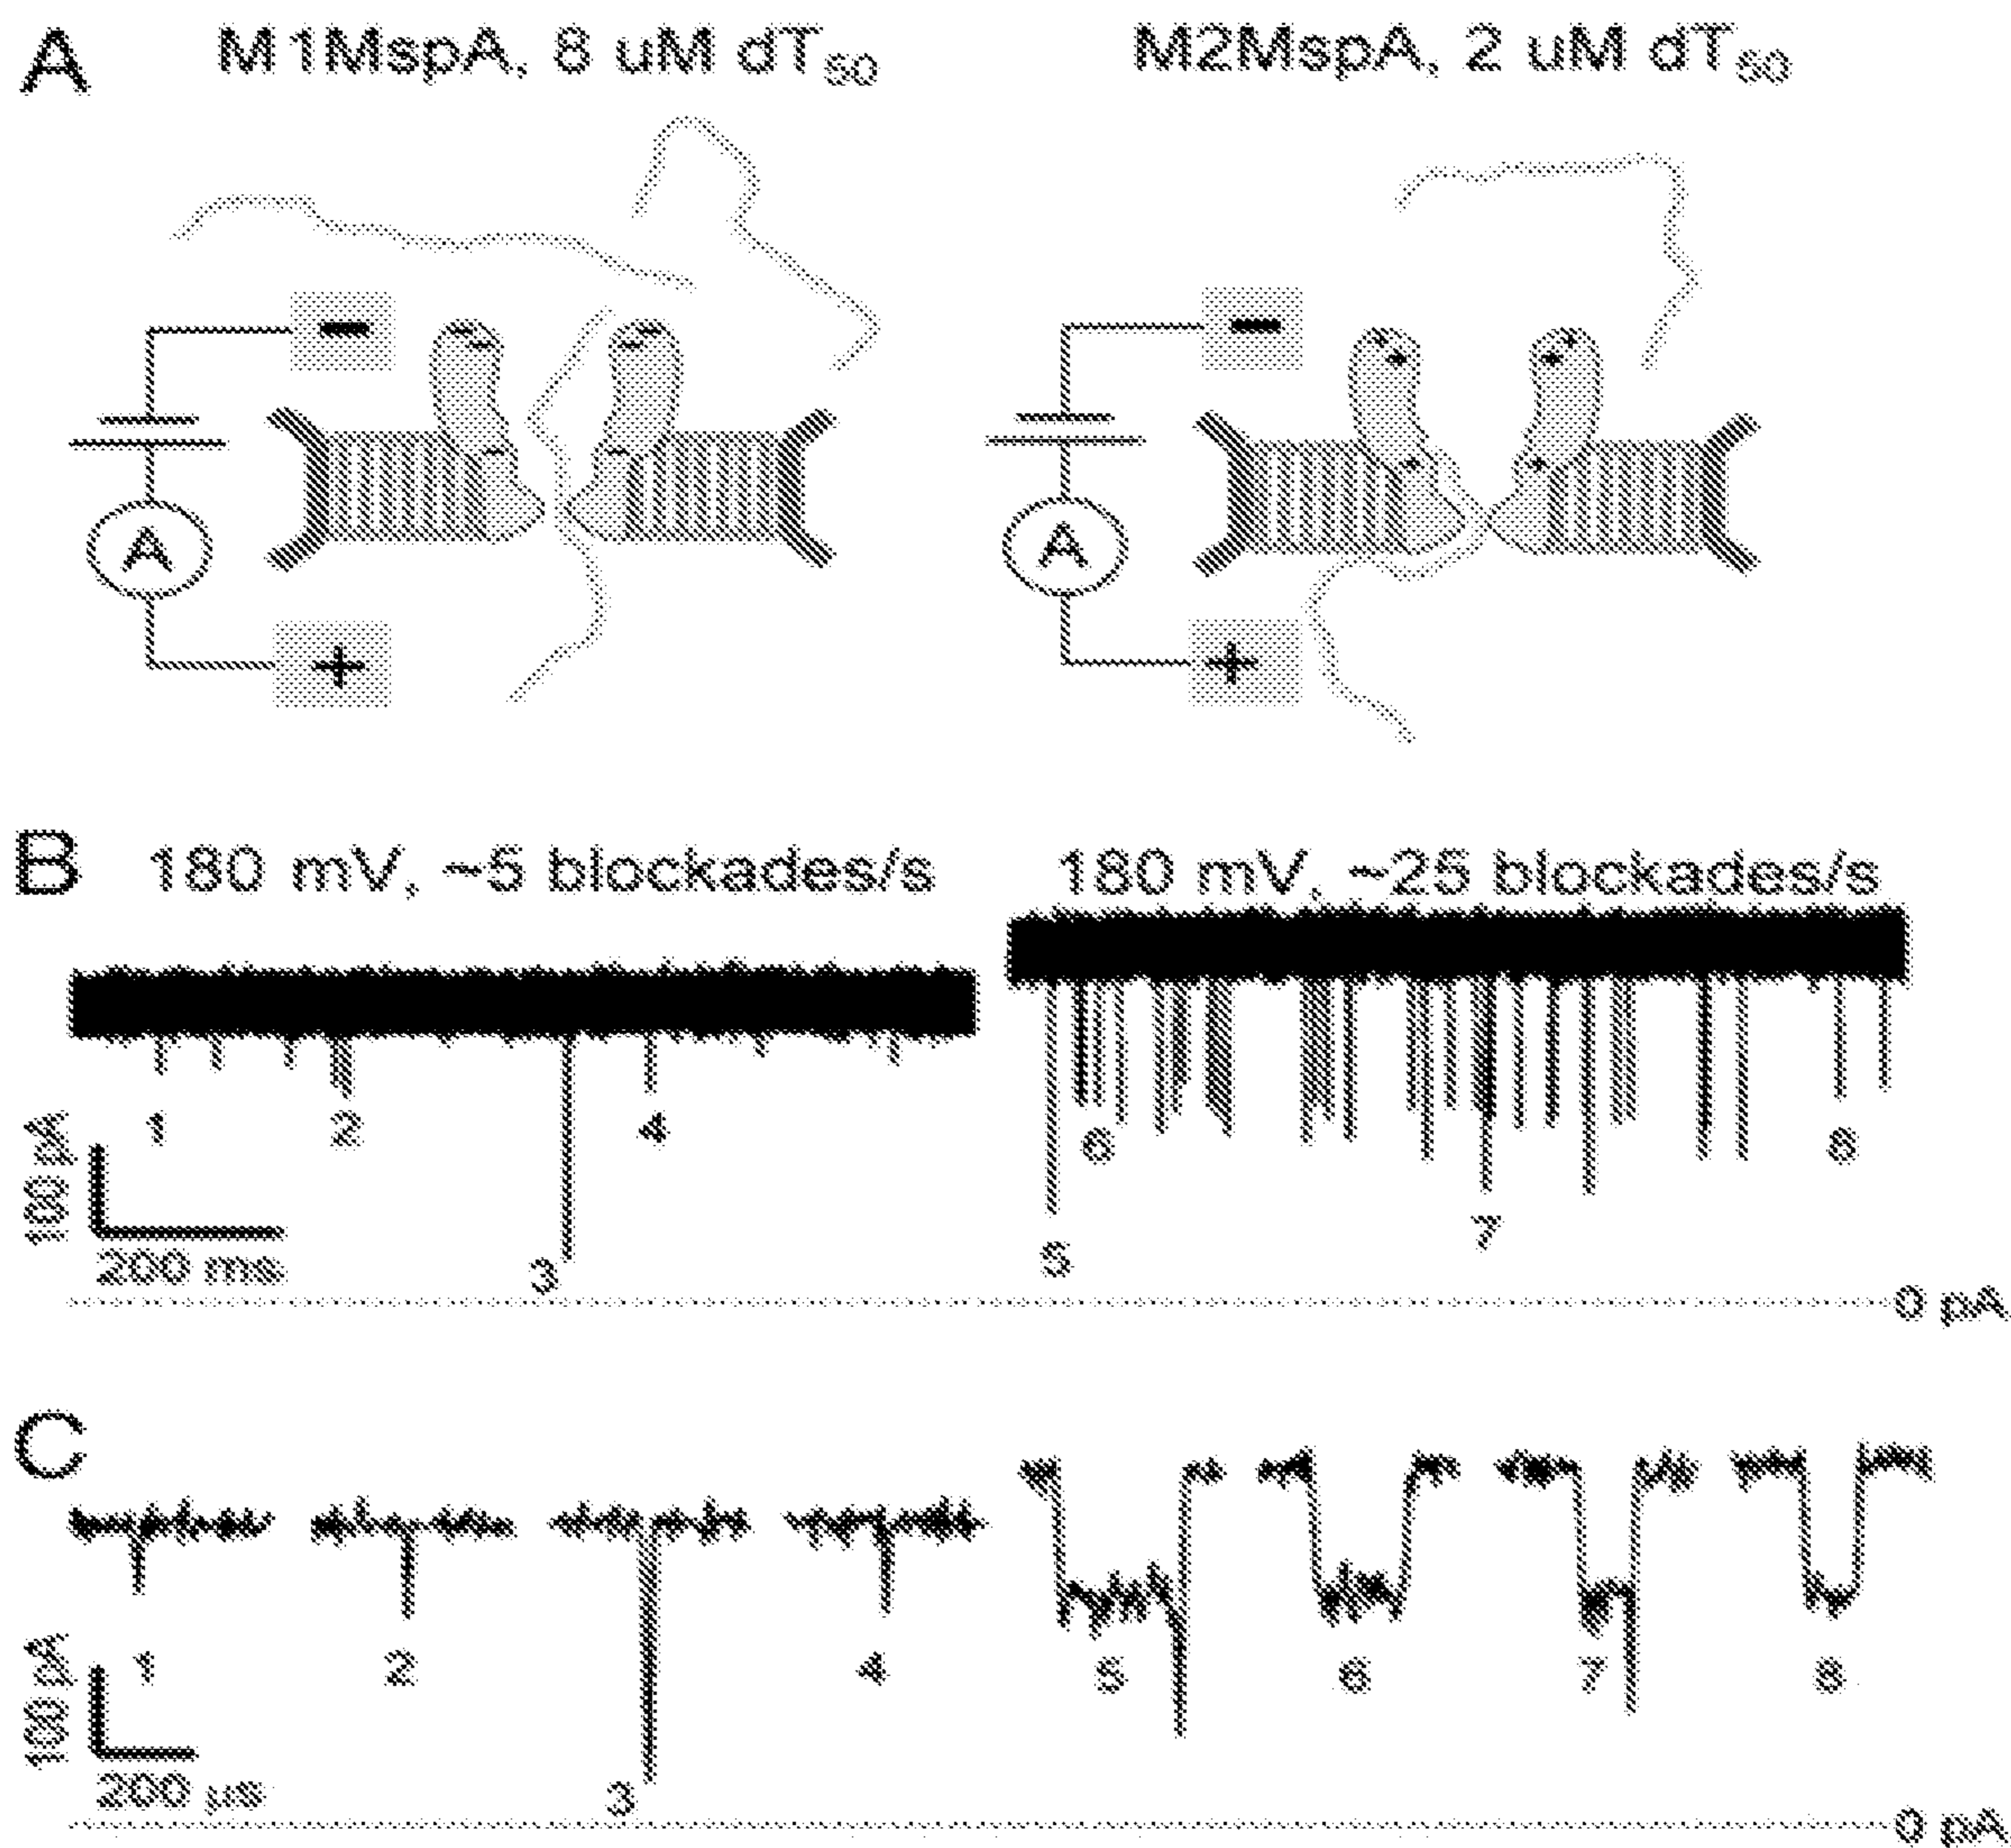 A M1MspA, 8 uM dT50 M2MspA, 2 uM dT50
− −
A A
+ +
B 180 mV, ~5 blockades/s 180 mV, ~25 blockades/s
1 2 4 6 8
7
3 5
100 pA
200 ms
0 pA
C
1 2 4 5 6 7 8
3
100 pA
200 µs
0 pA